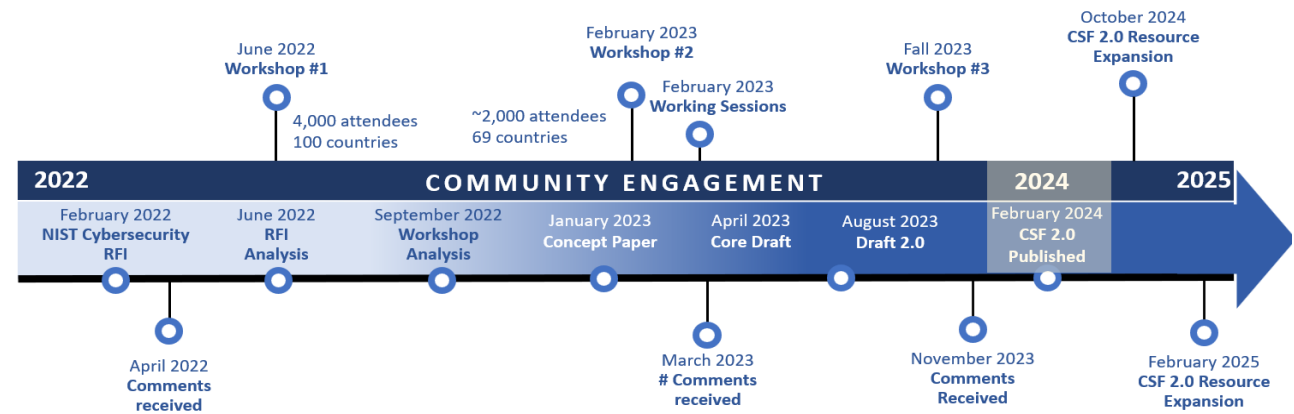 June 2022
Workshop #1
4,000 attendees
100 countries
February 2023
Workshop #2
~2,000 attendees
69 countries
February 2023
Working Sessions
Fall 2023
Workshop #3
October 2024
CSF 2.0 Resource
Expansion
2022
COMMUNITY ENGAGEMENT
2024
2025
February 2022
NIST Cybersecurity
RFI
June 2022
RFI
Analysis
September 2022
Workshop
Analysis
January 2023
Concept Paper
April 2023
Core Draft
August 2023
Draft 2.0
February 2024
CSF 2.0
Published
April 2022
Comments
received
March 2023
# Comments
received
November 2023
Comments
Received
February 2025
CSF 2.0 Resource
Expansion